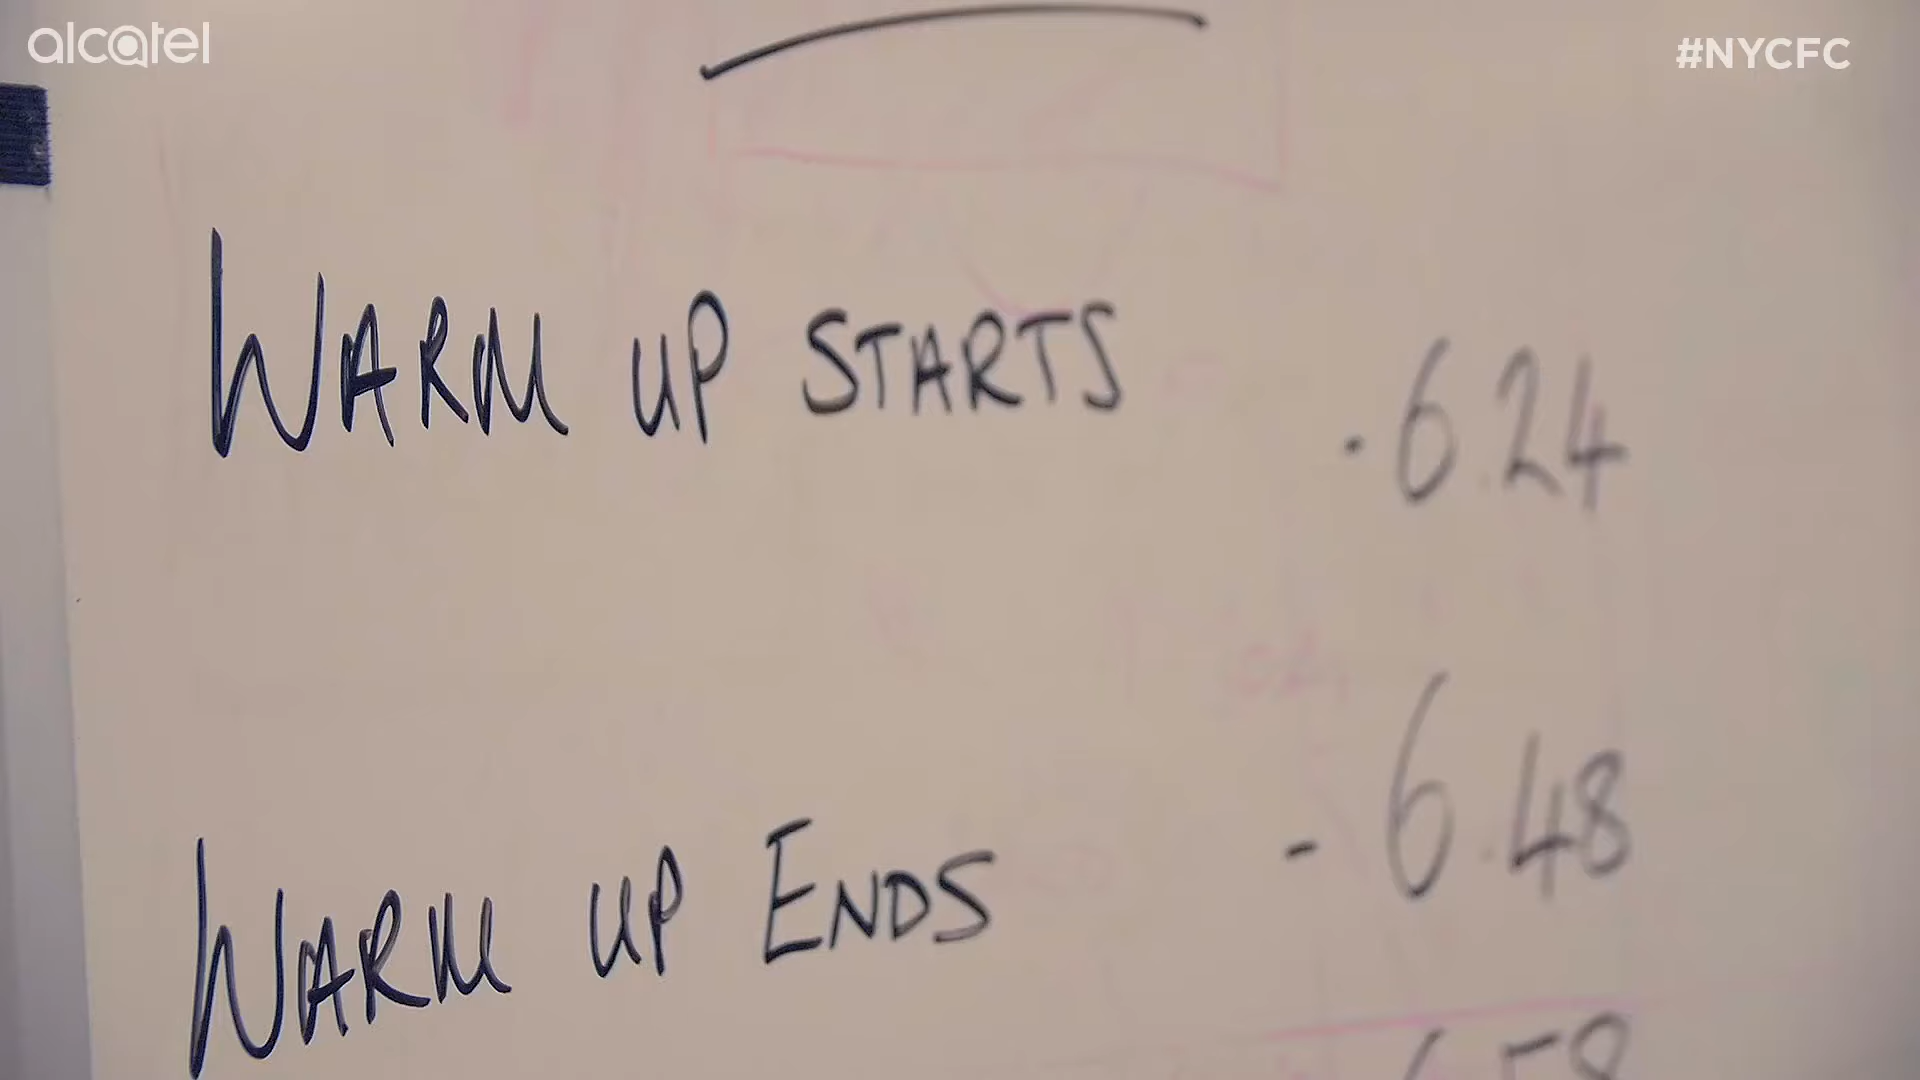 alcatel
#NYCFC
WARM UP STARTS · 6.24
WARM UP ENDS - 6.48